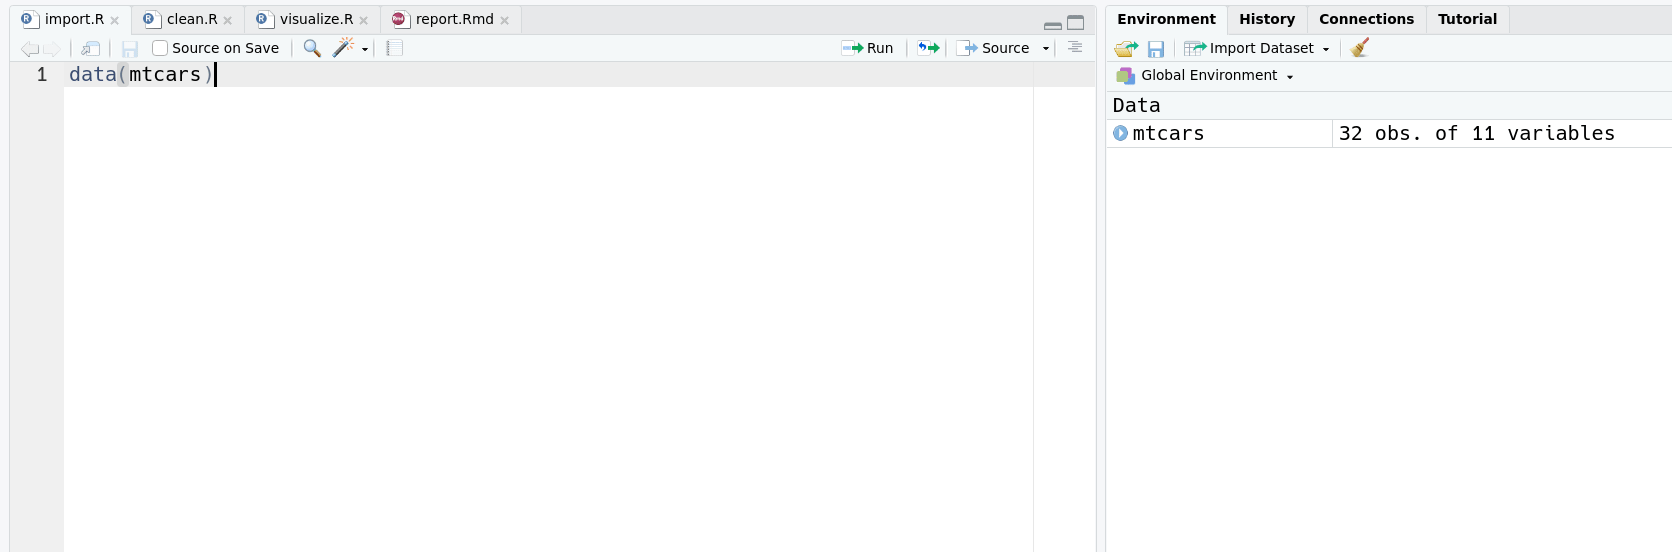 import.R clean.R visualize.R report.Rmd
Source on Save Run Source
1 data(mtcars)
Environment History Connections Tutorial
Import Dataset
Global Environment
Data
mtcars 32 obs. of 11 variables